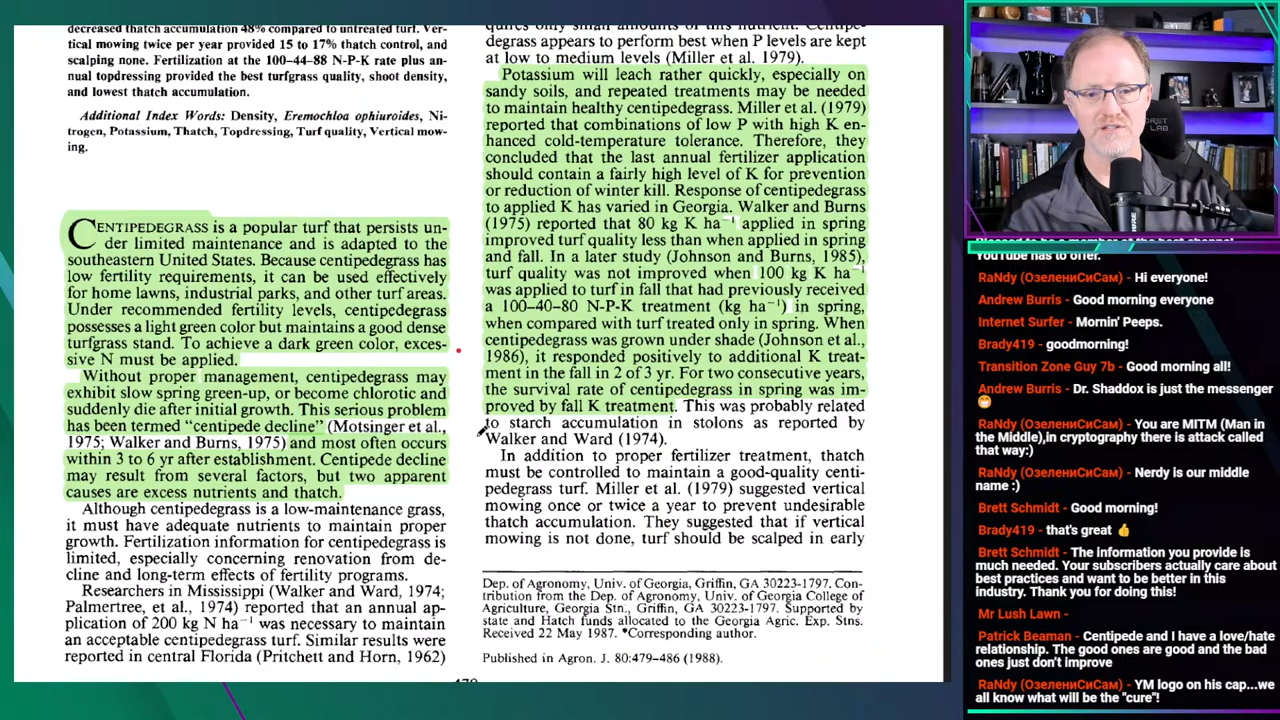 decreased thatch accumulation 48% compared to untreated turf. Ver-
tical mowing twice per year provided 15 to 17% thatch control, and
scalping none. Fertilization at the 100-44-88 N-P-K rate plus an-
nual topdressing provided the best turfgrass quality, shoot density,
and lowest thatch accumulation.
Additional Index Words: Density, Eremochloa ophiuroides, Ni-
trogen, Potassium, Thatch, Topdressing, Turf quality, Vertical mow-
ing.
CENTIPEDEGRASS is a popular turf that persists un-
der limited maintenance and is adapted to the
southeastern United States. Because centipedegrass has
low fertility requirements, it can be used effectively
for home lawns, industrial parks, and other turf areas.
Under recommended fertility levels, centipedegrass
possesses a light green color but maintains a good dense
turfgrass stand. To achieve a dark green color, exces-
sive N must be applied.
Without proper management, centipedegrass may
exhibit slow spring green-up, or become chlorotic and
suddenly die after initial growth. This serious problem
has been termed "centipede decline" (Motsinger et al.,
1975; Walker and Burns, 1975) and most often occurs
within 3 to 6 yr after establishment. Centipede decline
may result from several factors, but two apparent
causes are excess nutrients and thatch.
Although centipedegrass is a low-maintenance grass,
it must have adequate nutrients to maintain proper
growth. Fertilization information for centipedegrass is
limited, especially concerning renovation from de-
cline and long-term effects of fertility programs.
Researchers in Mississippi (Walker and Ward, 1974;
Palmertree, et al., 1974) reported that an annual ap-
plication of 200 kg N ha⁻¹ was necessary to maintain
an acceptable centipedegrass turf. Similar results were
reported in central Florida (Pritchett and Horn, 1962)
quires only small amounts of this nutrient. Centipe-
degrass appears to perform best when P levels are kept
at low to medium levels (Miller et al. 1979).
Potassium will leach rather quickly, especially on
sandy soils, and repeated treatments may be needed
to maintain healthy centipedegrass. Miller et al. (1979)
reported that combinations of low P with high K en-
hanced cold-temperature tolerance. Therefore, they
concluded that the last annual fertilizer application
should contain a fairly high level of K for prevention
or reduction of winter kill. Response of centipedegrass
to applied K has varied in Georgia. Walker and Burns
(1975) reported that 80 kg K ha⁻¹ applied in spring
improved turf quality less than when applied in spring
and fall. In a later study (Johnson and Burns, 1985),
turf quality was not improved when 100 kg K ha⁻¹
was applied to turf in fall that had previously received
a 100-40-80 N-P-K treatment (kg ha⁻¹) in spring,
when compared with turf treated only in spring. When
centipedegrass was grown under shade (Johnson et al.,
1986), it responded positively to additional K treat-
ment in the fall in 2 of 3 yr. For two consecutive years,
the survival rate of centipedegrass in spring was im-
proved by fall K treatment. This was probably related
to starch accumulation in stolons as reported by
Walker and Ward (1974).
In addition to proper fertilizer treatment, thatch
must be controlled to maintain a good-quality centi-
pedegrass turf. Miller et al. (1979) suggested vertical
mowing once or twice a year to prevent undesirable
thatch accumulation. They suggested that if vertical
mowing is not done, turf should be scalped in early
Dep. of Agronomy, Univ. of Georgia, Griffin, GA 30223-1797. Con-
tribution from the Dep. of Agronomy, Univ. of Georgia College of
Agriculture, Georgia Stn., Griffin, GA 30223-1797. Supported by
state and Hatch funds allocated to the Georgia Agric. Exp. Stns.
Received 22 May 1987. *Corresponding author.
Published in Agron. J. 80:479-486 (1988).
YouTube has to offer.
RaNdy (ОзелениСиСам) - Hi everyone!
Andrew Burris - Good morning everyone
Internet Surfer - Mornin' Peeps.
Brady419 - goodmorning!
Transition Zone Guy 7b - Good morning all!
Andrew Burris - Dr. Shaddox is just the messenger
😁
RaNdy (ОзелениСиСам) - You are MITM (Man in
the Middle),in cryptography there is attack called
that way:)
RaNdy (ОзелениСиСам) - Nerdy is our middle
name :)
Brett Schmidt - Good morning!
Brady419 - that's great 👍
Brett Schmidt - The information you provide is
much needed. Your subscribers actually care about
best practices and want to be better in this
industry. Thank you for doing this!
Mr Lush Lawn -
Patrick Beaman - Centipede and I have a love/hate
relationship. The good ones are good and the bad
ones just don't improve
RaNdy (ОзелениСиСам) - YM logo on his cap...we
all know what will be the "cure"!